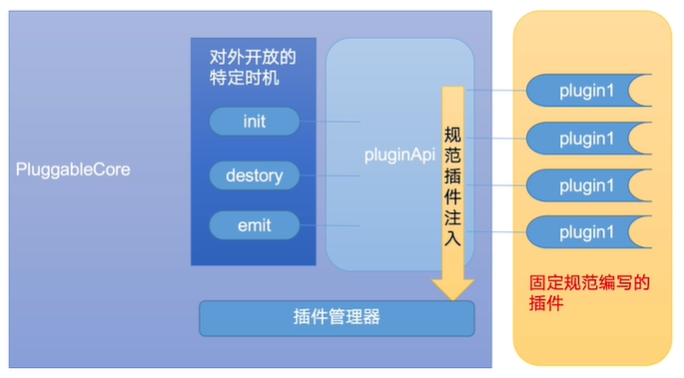 PluggableCore
对外开放的
特定时机
init
destory
emit
pluginApi
规范插件注入
插件管理器
plugin1
plugin1
plugin1
plugin1
固定规范编写的
插件